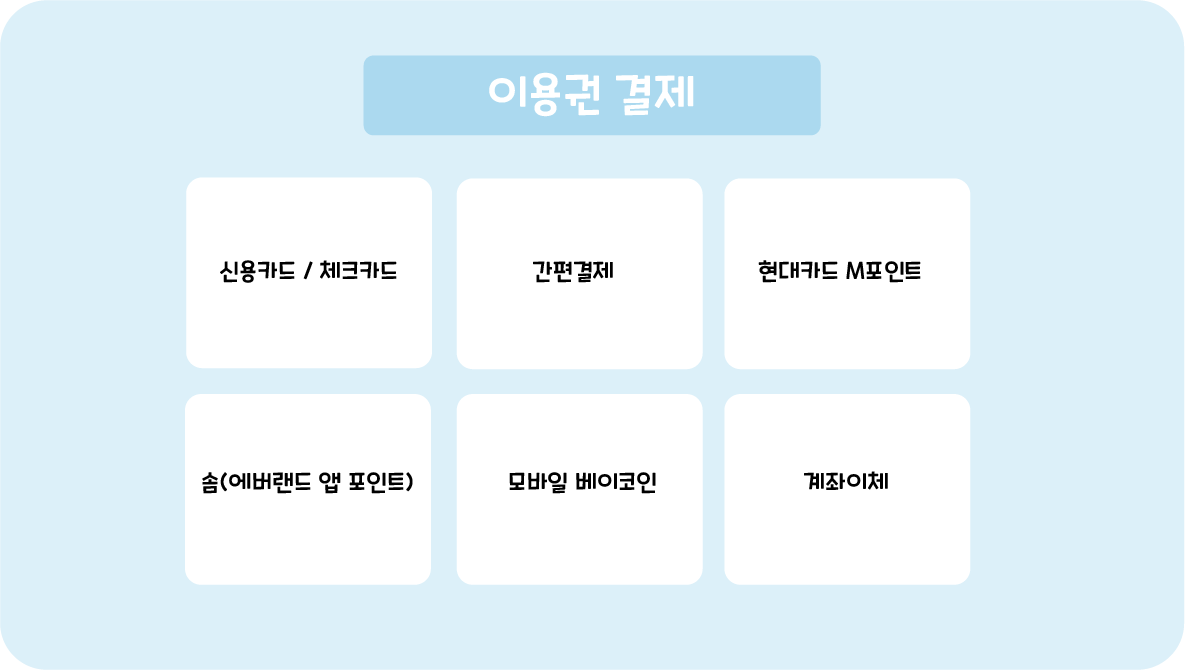 이용권 결제
신용카드 / 체크카드
간편결제
현대카드 M포인트
솜(에버랜드 앱 포인트)
모바일 베이코인
계좌이체